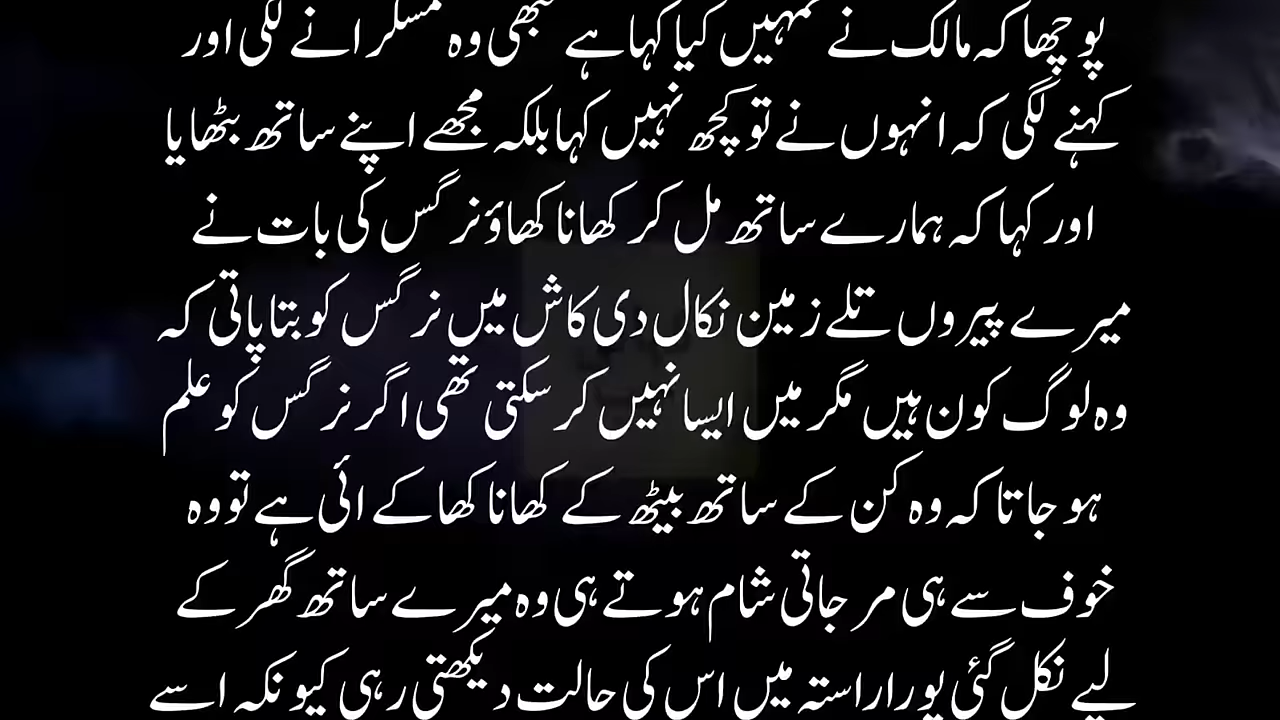 پوچھا کہ مالک نے تمہیں کیا کہا ہے تبھی وہ مسکرانے لگی اور
کہنے لگی کہ انہوں نے تو کچھ نہیں کہا بلکہ مجھے اپنے ساتھ بٹھایا
اور کہا کہ ہمارے ساتھ مل کر کھانا کھاؤ نرگس کی بات نے
میرے پیروں تلے زمین نکال دی کاش میں نرگس کو بتا پاتی کہ
وہ لوگ کون ہیں مگر میں ایسا نہیں کر سکتی تھی اگر نرگس کو علم
ہو جاتا کہ وہ کن کے ساتھ بیٹھ کے کھانا کھا کے ائی ہے تو وہ
خوف سے ہی مر جاتی شام ہوتے ہی وہ میرے ساتھ گھر کے
لیے نکل گئی پورا راستہ میں اس کی حالت دیکھتی رہی کیونکہ اسے